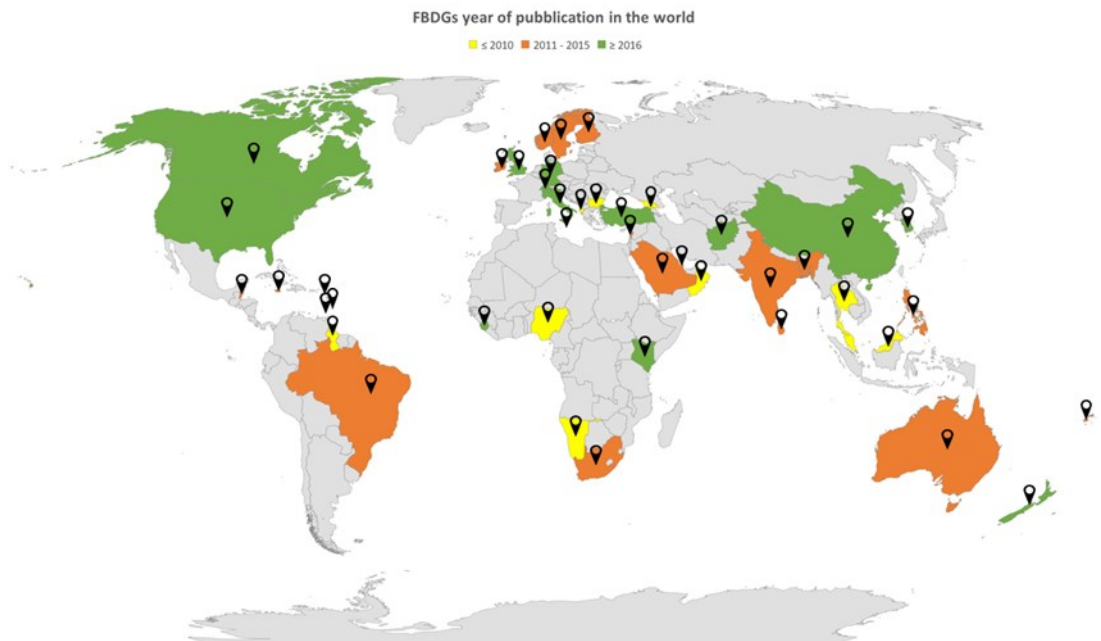 FBDGs year of pubblication in the world
≤ 2010 2011 - 2015 ≥ 2016